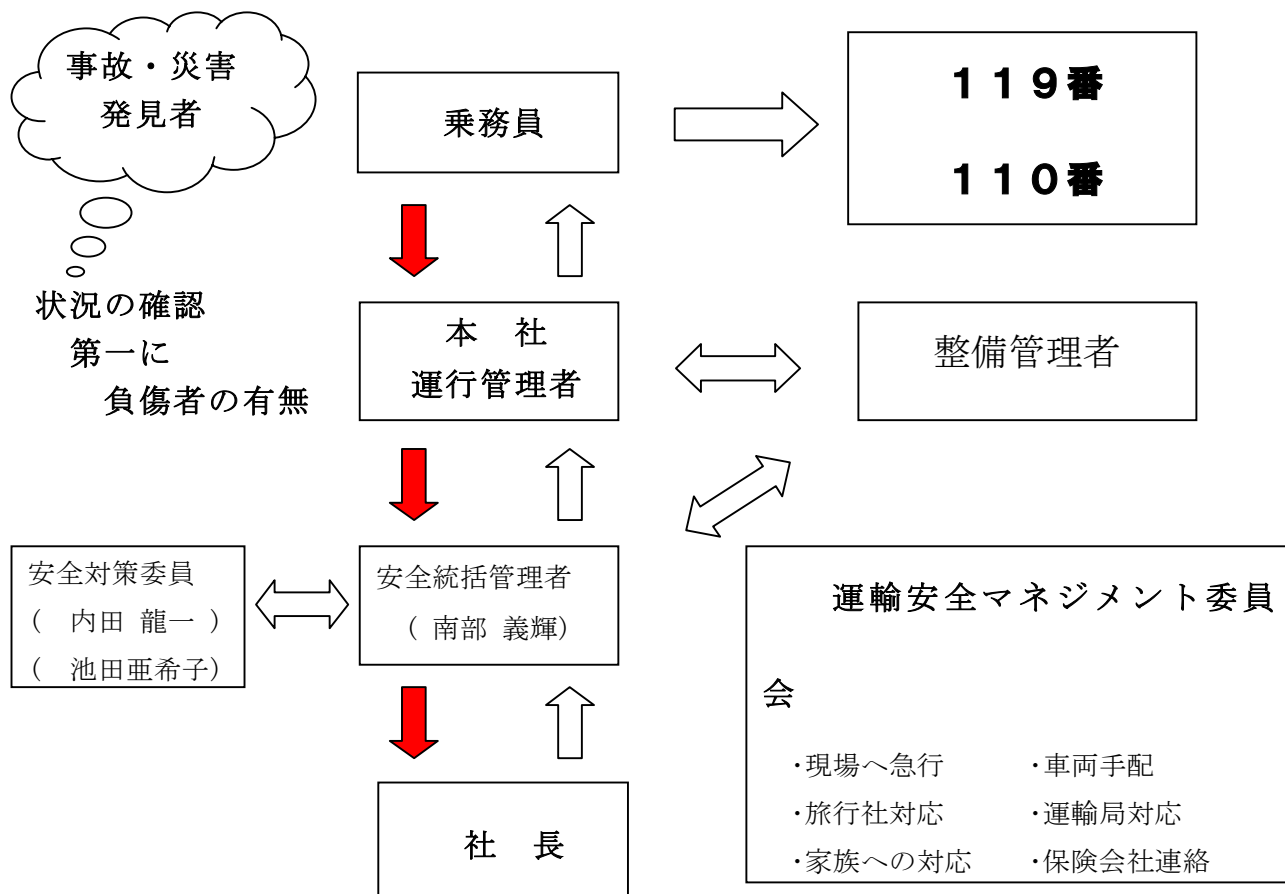 事故・災害
発見者
乗務員
１１９番
１１０番
状況の確認
第一に
負傷者の有無
本　社
運行管理者
整備管理者
安全対策委員
(　内田 龍一 )
(　池田亜希子)
安全統括管理者
( 南部 義輝)
運輸安全マネジメント委員
会
・現場へ急行　　・車両手配
・旅行社対応　　・運輸局対応
・家族への対応　・保険会社連絡
社　長